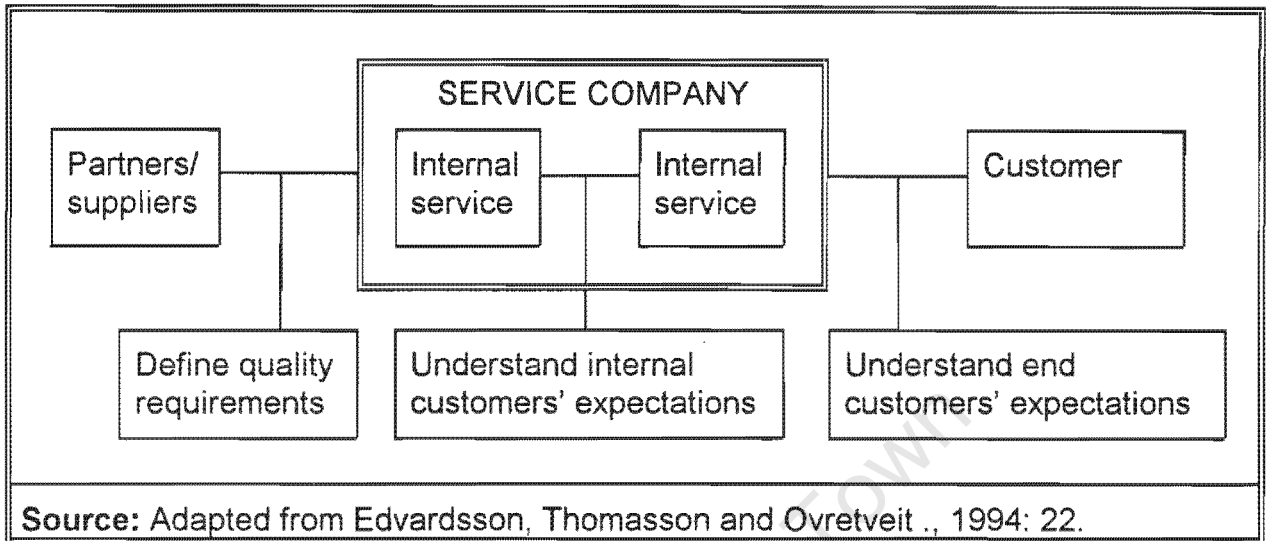 SERVICE COMPANY
Partners/
suppliers
Internal
service
Internal
service
Customer
Define quality
requirements
Understand internal
customers' expectations
Understand end
customers' expectations
Source: Adapted from Edvardsson, Thomasson and Ovretveit ., 1994: 22.
Town